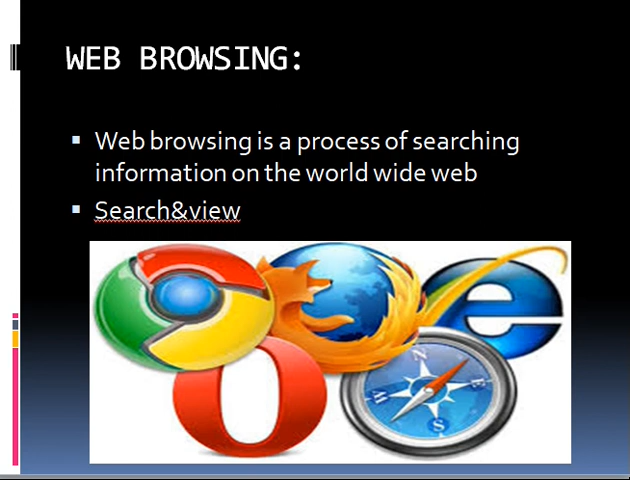 WEB BROWSING:
Web browsing is a process of searching
information on the world wide web
Search&view
N
E
S
W